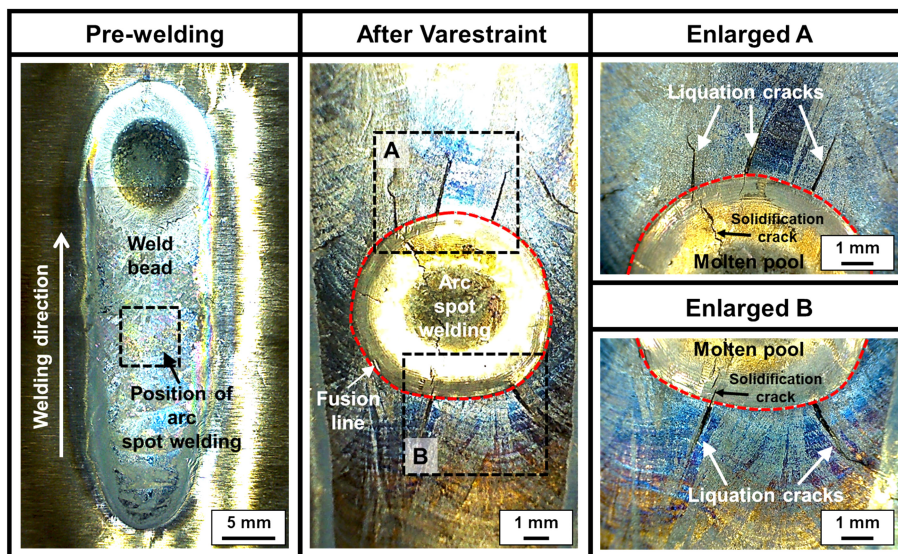 Pre-welding
After Varestraint
Enlarged A
Welding direction
Weld
bead
Position of
arc
spot welding
5 mm
A
Arc
spot
welding
Fusion
line
B
1 mm
Liquation cracks
Solidification
crack
Molten pool
1 mm
Enlarged B
Molten pool
Solidification
crack
Liquation cracks
1 mm